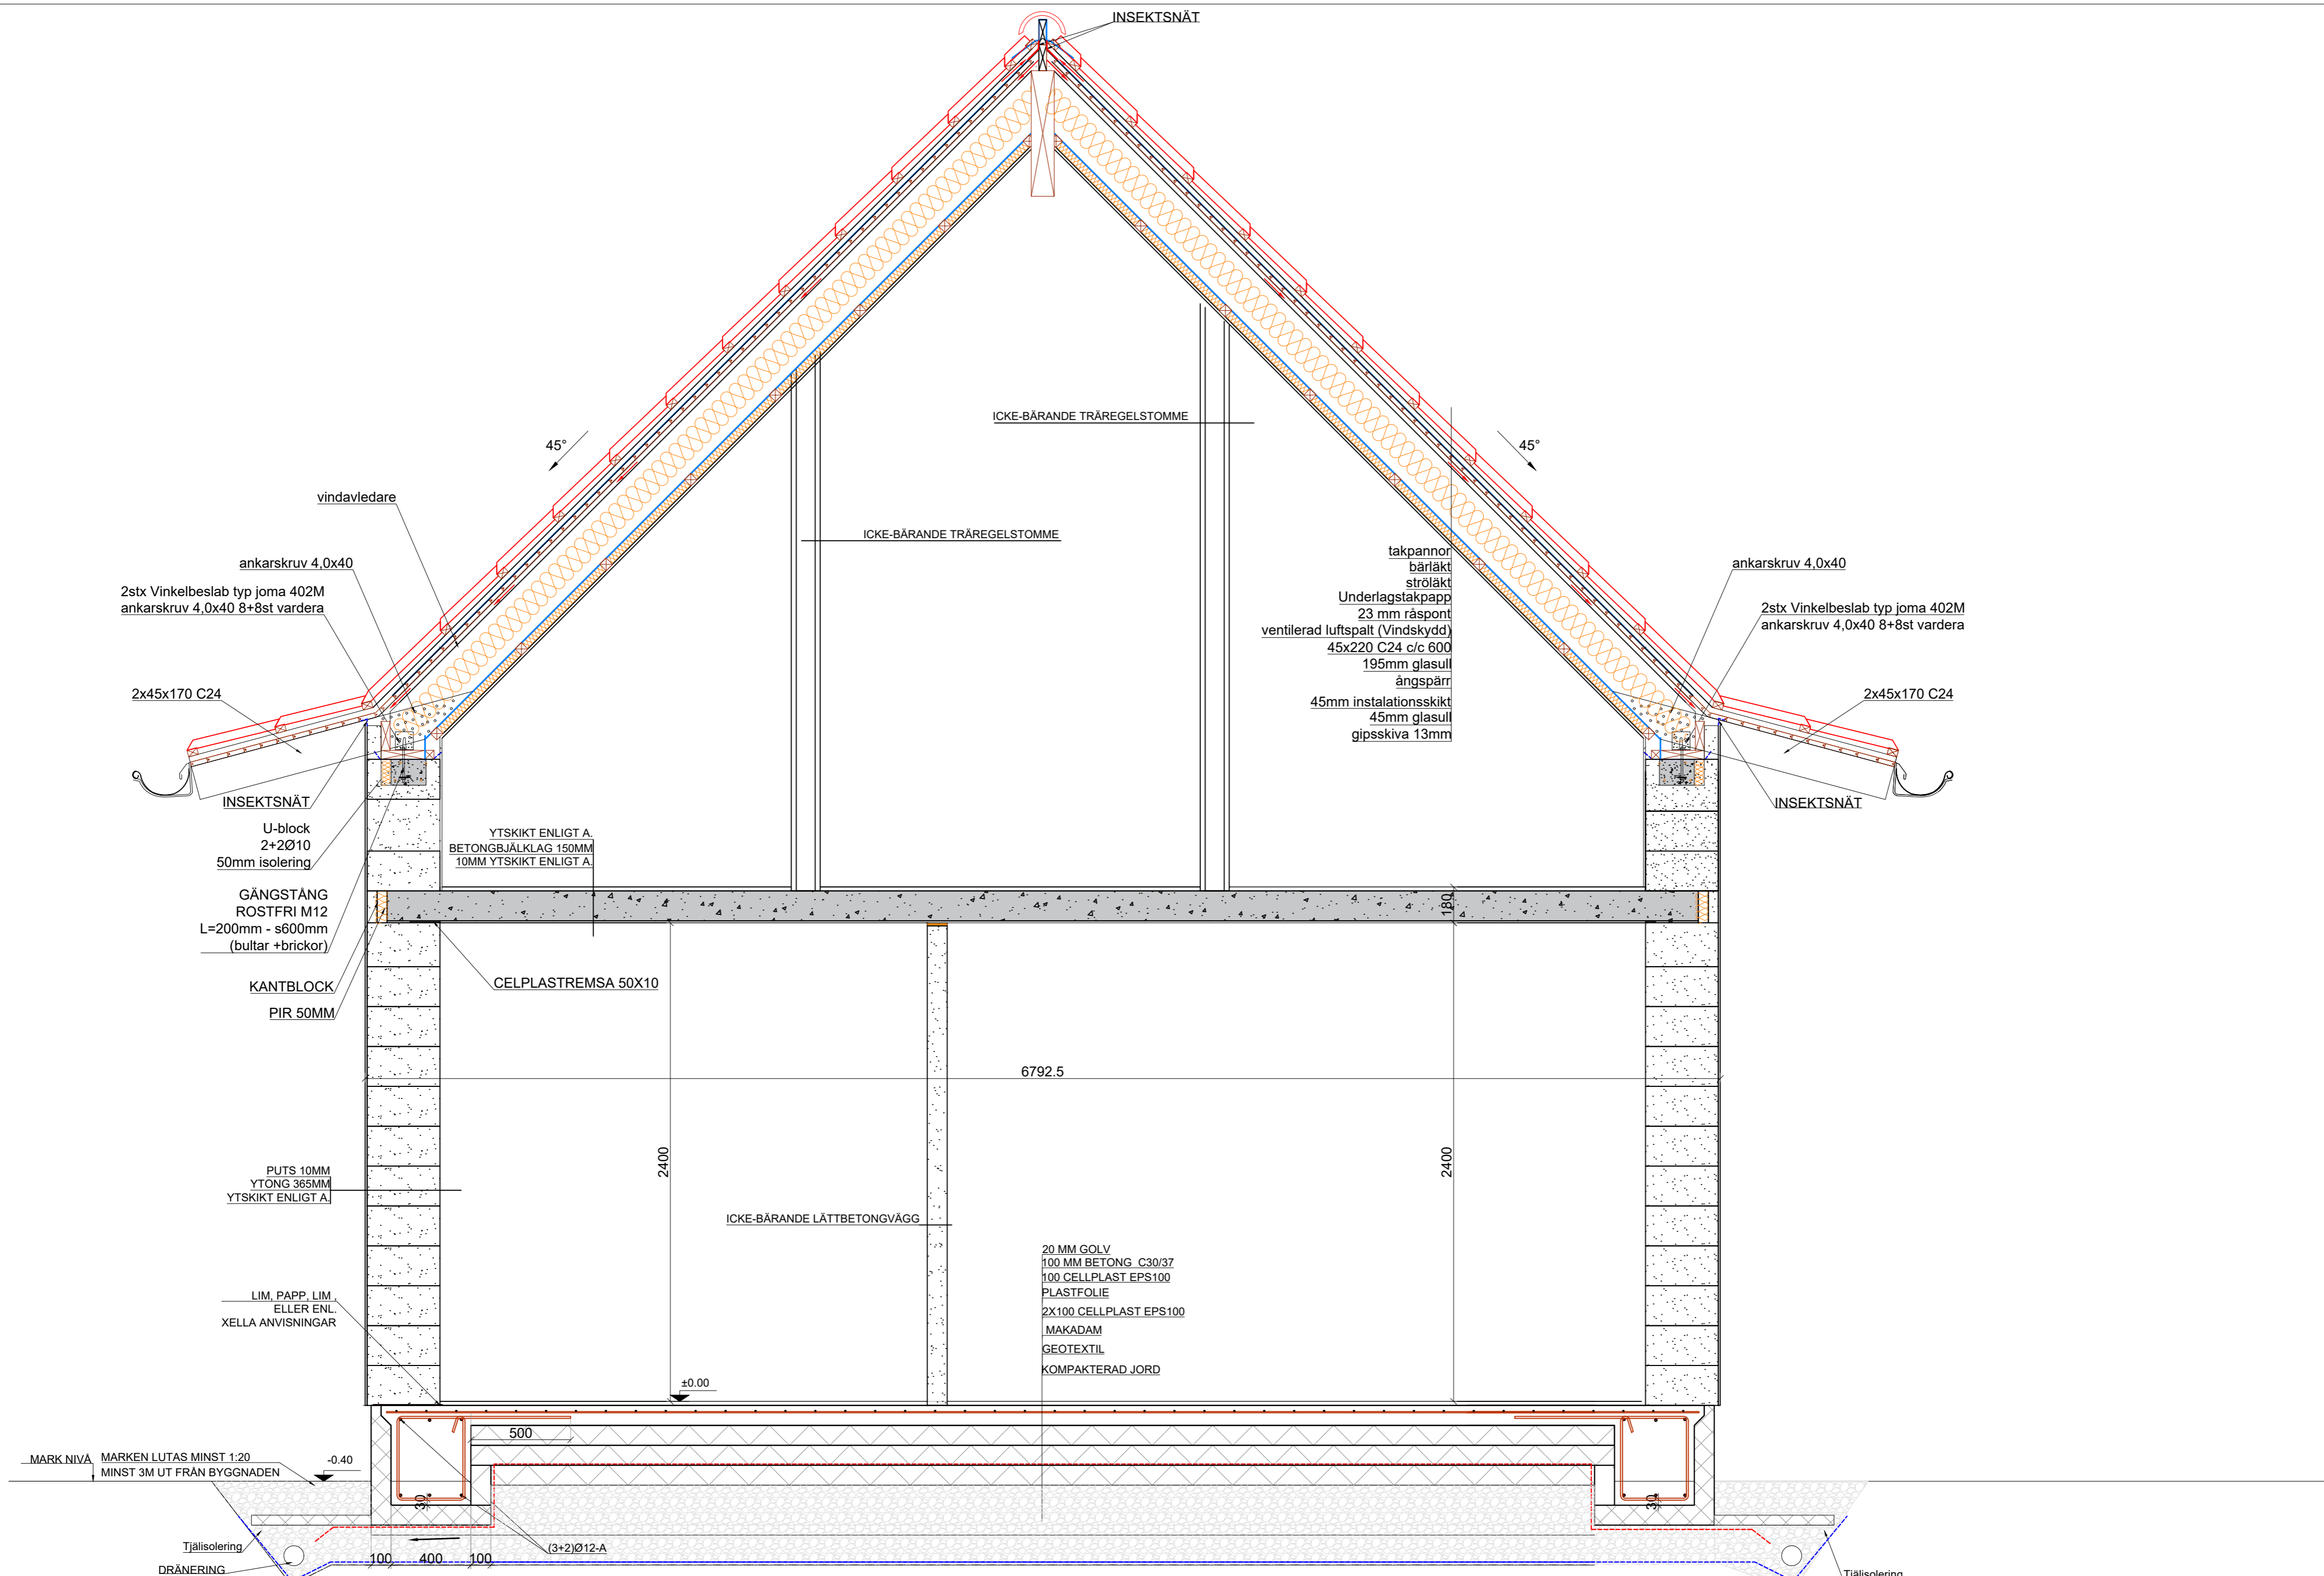 INSEKTSNÄT
45°
45°
ICKE-BÄRANDE TRÄREGELSTOMME
vindavledare
ICKE-BÄRANDE TRÄREGELSTOMME
ankarskruv 4,0x40
2stx Vinkelbeslab typ joma 402M
ankarskruv 4,0x40 8+8st vardera
2x45x170 C24
takpannor
bärläkt
ströläkt
Underlagstakpapp
23 mm råspont
ventilerad luftspalt (Vindskydd)
45x220 C24 c/c 600
195mm glasull
ångspärr
45mm instalationsskikt
45mm glasull
gipsskiva 13mm
ankarskruv 4,0x40
2stx Vinkelbeslab typ joma 402M
ankarskruv 4,0x40 8+8st vardera
2x45x170 C24
INSEKTSNÄT
INSEKTSNÄT
U-block
2+2Ø10
50mm isolering
YTSKIKT ENLIGT A.
BETONGBJÄLKLAG 150MM
10MM YTSKIKT ENLIGT A.
GÄNGSTÅNG
ROSTFRI M12
L=200mm - s600mm
(bultar +brickor)
180
KANTBLOCK
PIR 50MM
CELPLASTREMSA 50X10
6792.5
2400
2400
PUTS 10MM
YTONG 365MM
YTSKIKT ENLIGT A.
ICKE-BÄRANDE LÄTTBETONGVÄGG
20 MM GOLV
100 MM BETONG C30/37
100 CELLPLAST EPS100
PLASTFOLIE
2X100 CELLPLAST EPS100
MAKADAM
GEOTEXTIL
KOMPAKTERAD JORD
LIM, PAPP, LIM ,
ELLER ENL.
XELLA ANVISNINGAR
±0.00
500
MARK NIVÅ
MARKEN LUTAS MINST 1:20
MINST 3M UT FRÅN BYGGNADEN
-0.40
30
30
Tjälisolering
DRÄNERING
100
400
100
(3+2)Ø12-A
Tjälisolering